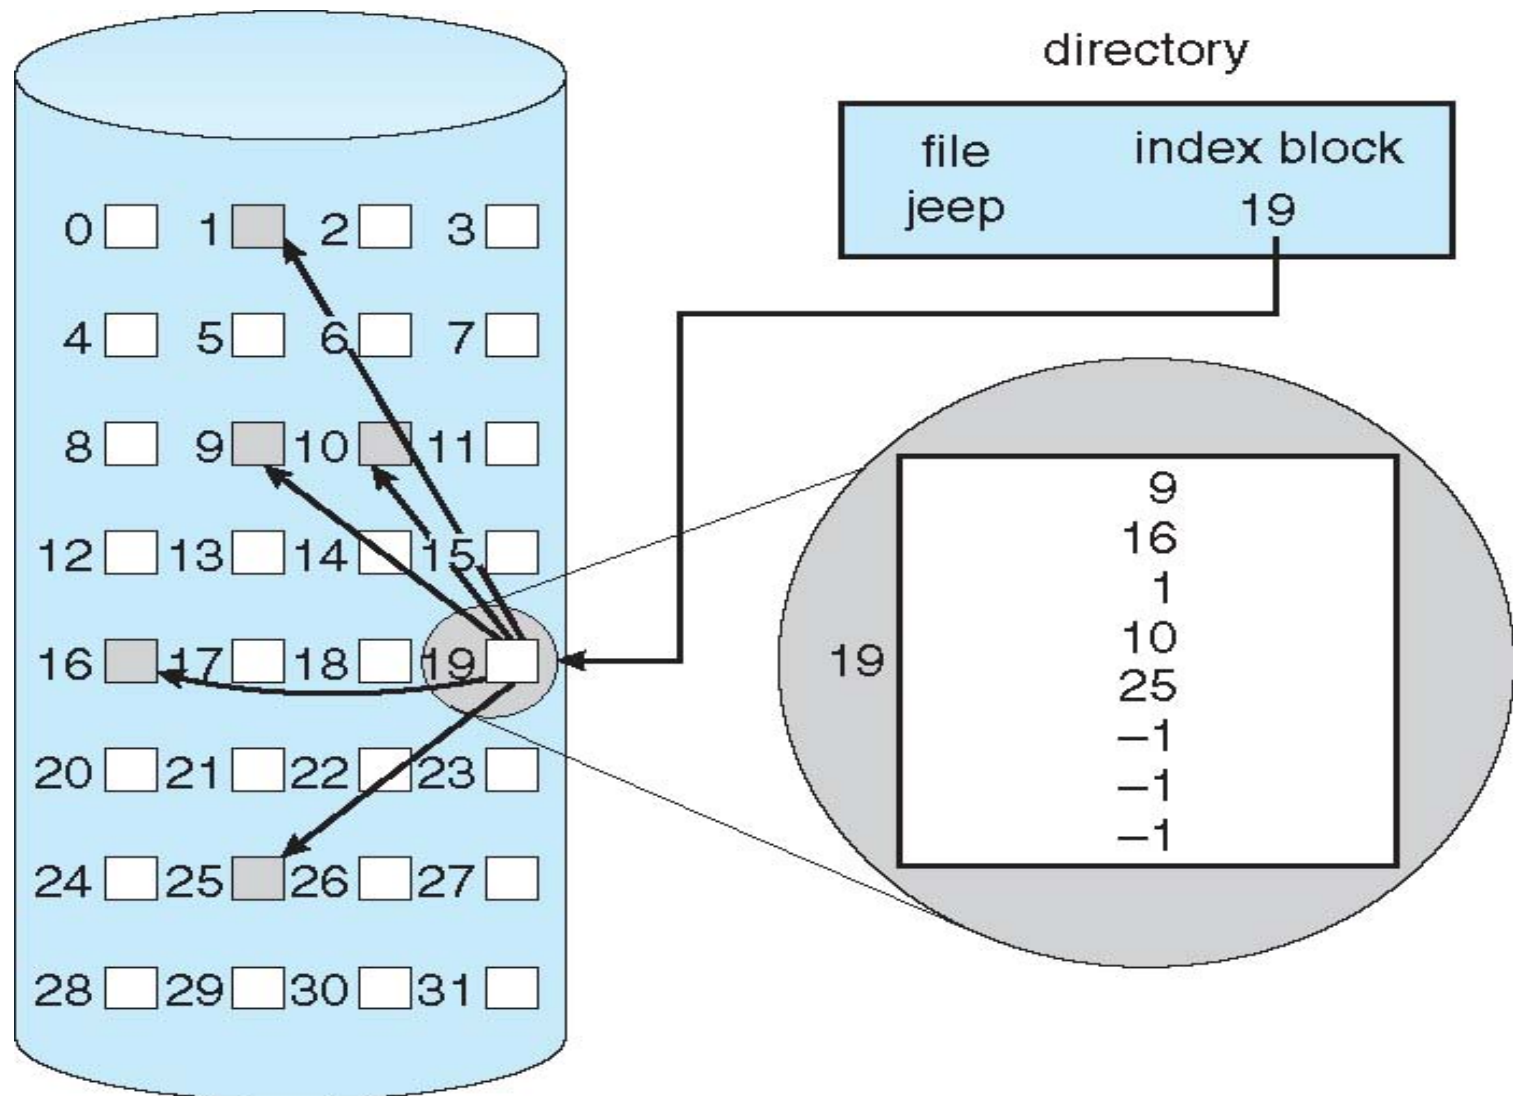 directory
file index block
jeep 19
0 1 2 3
4 5 6 7
8 9 10 11
12 13 14 15
16 17 18 19
20 21 22 23
24 25 26 27
28 29 30 31
19
9
16
1
10
25
–1
–1
–1